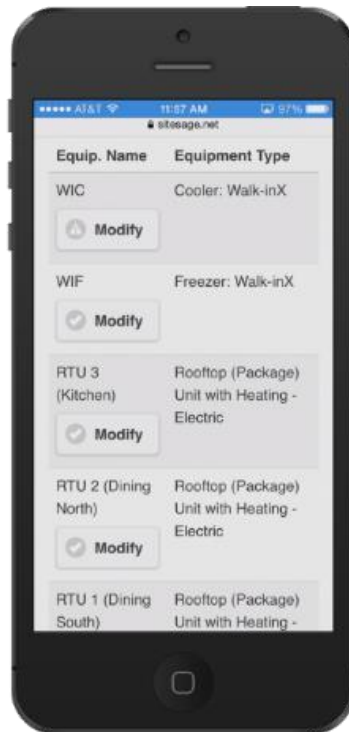 AT&T 11:57 AM 97%
sitesage.net
Equip. Name Equipment Type
WIC Cooler: Walk-inX
Modify
WIF Freezer: Walk-inX
Modify
RTU 3 Rooftop (Package)
(Kitchen) Unit with Heating -
Electric
Modify
RTU 2 (Dining Rooftop (Package)
North) Unit with Heating -
Electric
Modify
RTU 1 (Dining Rooftop (Package)
South) Unit with Heating -